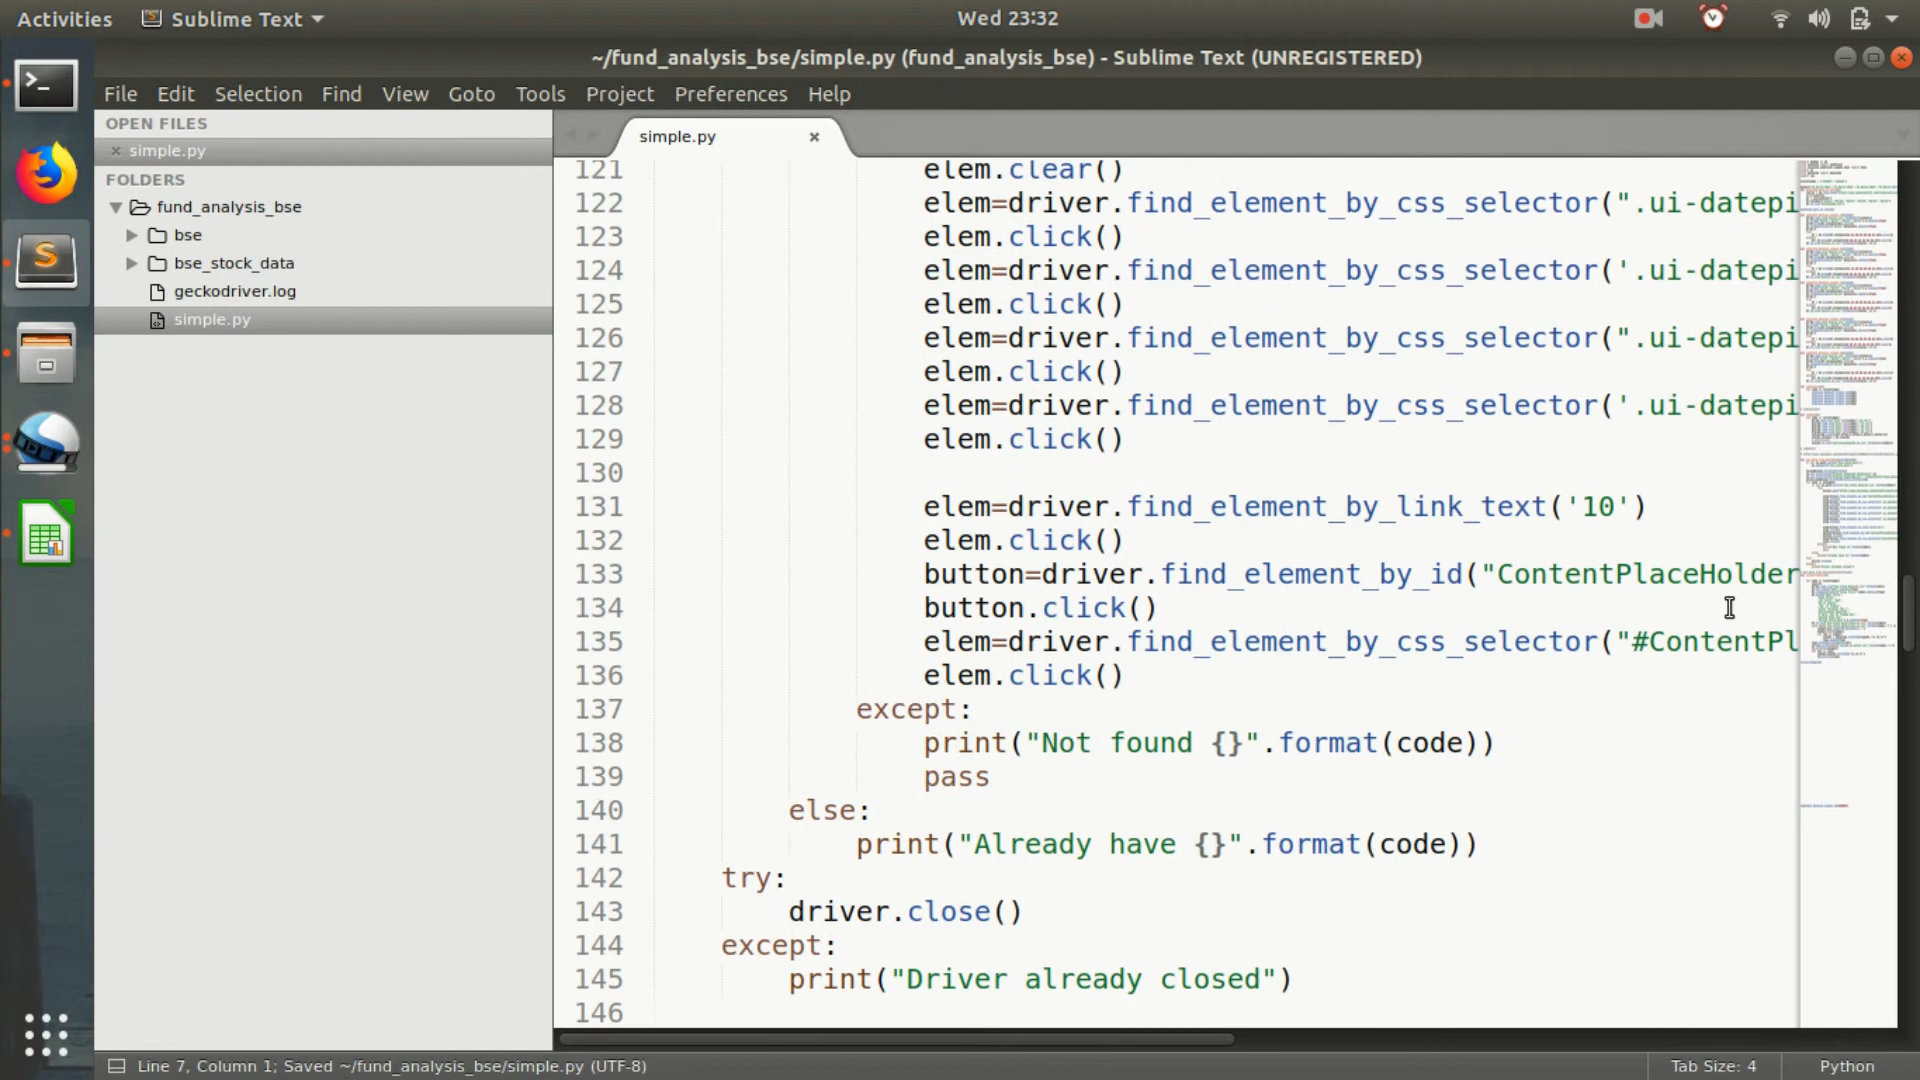 Activities Sublime Text Wed 23:32
~/fund_analysis_bse/simple.py (fund_analysis_bse) - Sublime Text (UNREGISTERED)
File Edit Selection Find View Goto Tools Project Preferences Help
OPEN FILES
simple.py
FOLDERS
fund_analysis_bse
bse
bse_stock_data
geckodriver.log
simple.py
simple.py
121 elem.clear()
122 elem=driver.find_element_by_css_selector(".ui-datepi
123 elem.click()
124 elem=driver.find_element_by_css_selector('.ui-datepi
125 elem.click()
126 elem=driver.find_element_by_css_selector(".ui-datepi
127 elem.click()
128 elem=driver.find_element_by_css_selector('.ui-datepi
129 elem.click()
130
131 elem=driver.find_element_by_link_text('10')
132 elem.click()
133 button=driver.find_element_by_id("ContentPlaceHolder
134 button.click()
135 elem=driver.find_element_by_css_selector("#ContentPl
136 elem.click()
137 except:
138 print("Not found {}".format(code))
139 pass
140 else:
141 print("Already have {}".format(code))
142 try:
143 driver.close()
144 except:
145 print("Driver already closed")
146
Line 7, Column 1; Saved ~/fund_analysis_bse/simple.py (UTF-8) Tab Size: 4 Python